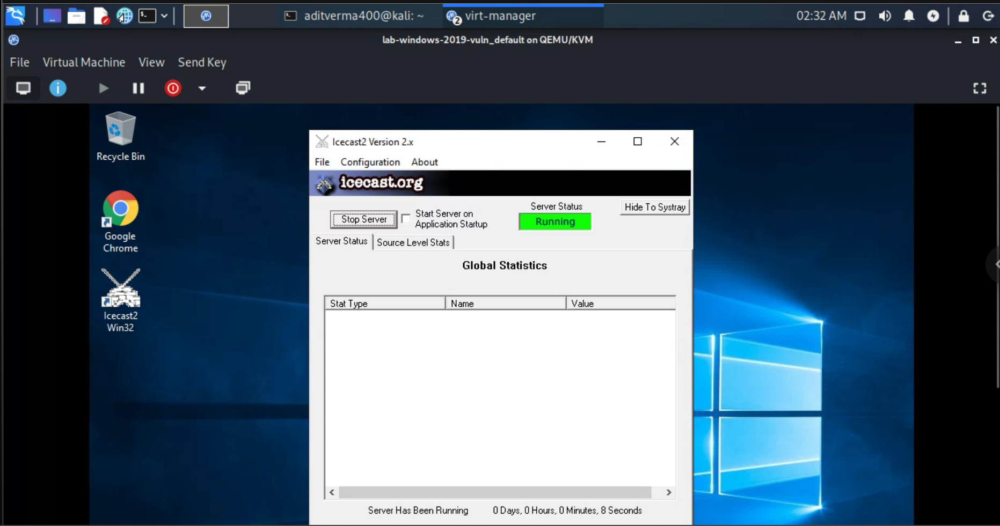 aditverma400@kali: ~
virt-manager
02:32 AM
lab-windows-2019-vuln_default on QEMU/KVM
File Virtual Machine View Send Key
Recycle Bin
Google
Chrome
Icecast2
Win32
Icecast2 Version 2.x
File Configuration About
icecast.org
Stop Server
Start Server on
Application Startup
Server Status
Running
Hide To Systray
Server Status
Source Level Stats
Global Statistics
Stat Type Name Value
Server Has Been Running 0 Days, 0 Hours, 0 Minutes, 8 Seconds